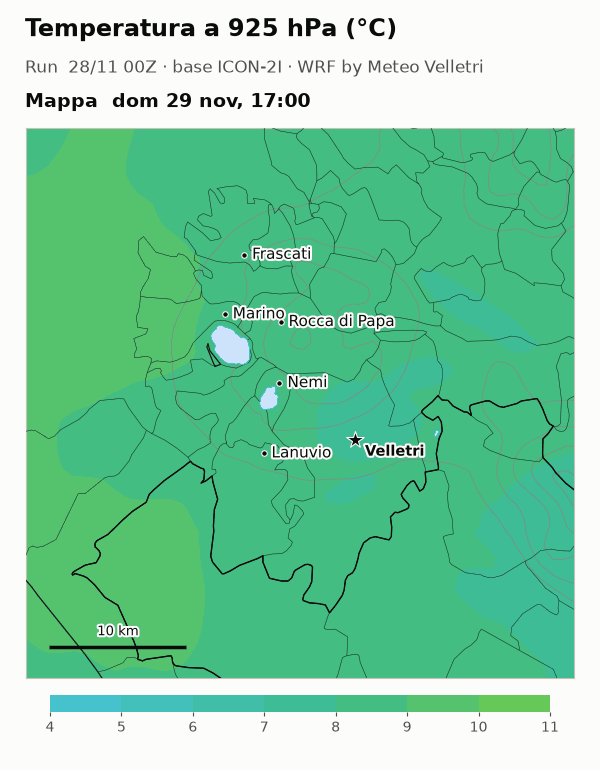 Temperatura a 925 hPa (°C)
Run  28/11 00Z · base ICON-2I · WRF by Meteo Velletri
Mappa  dom 29 nov, 17:00
Frascati
Marino
Rocca di Papa
Nemi
Velletri
Lanuvio
10 km
4 5 6 7 8 9 10 11